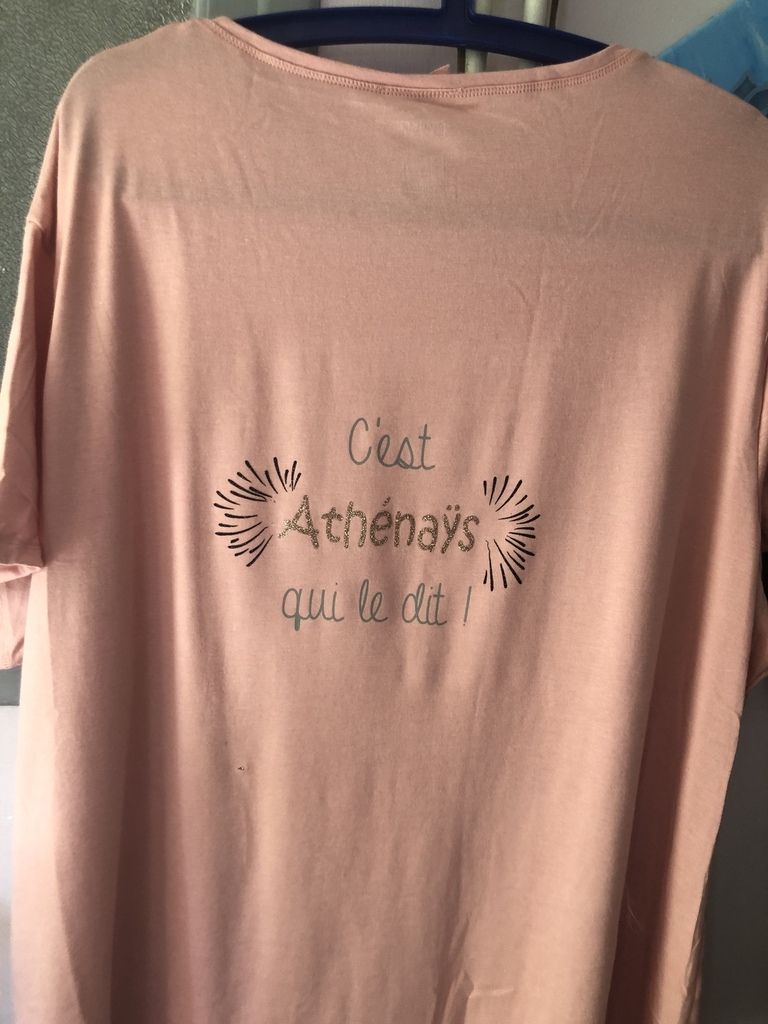 C'est
Athénaÿs
qui le dit !